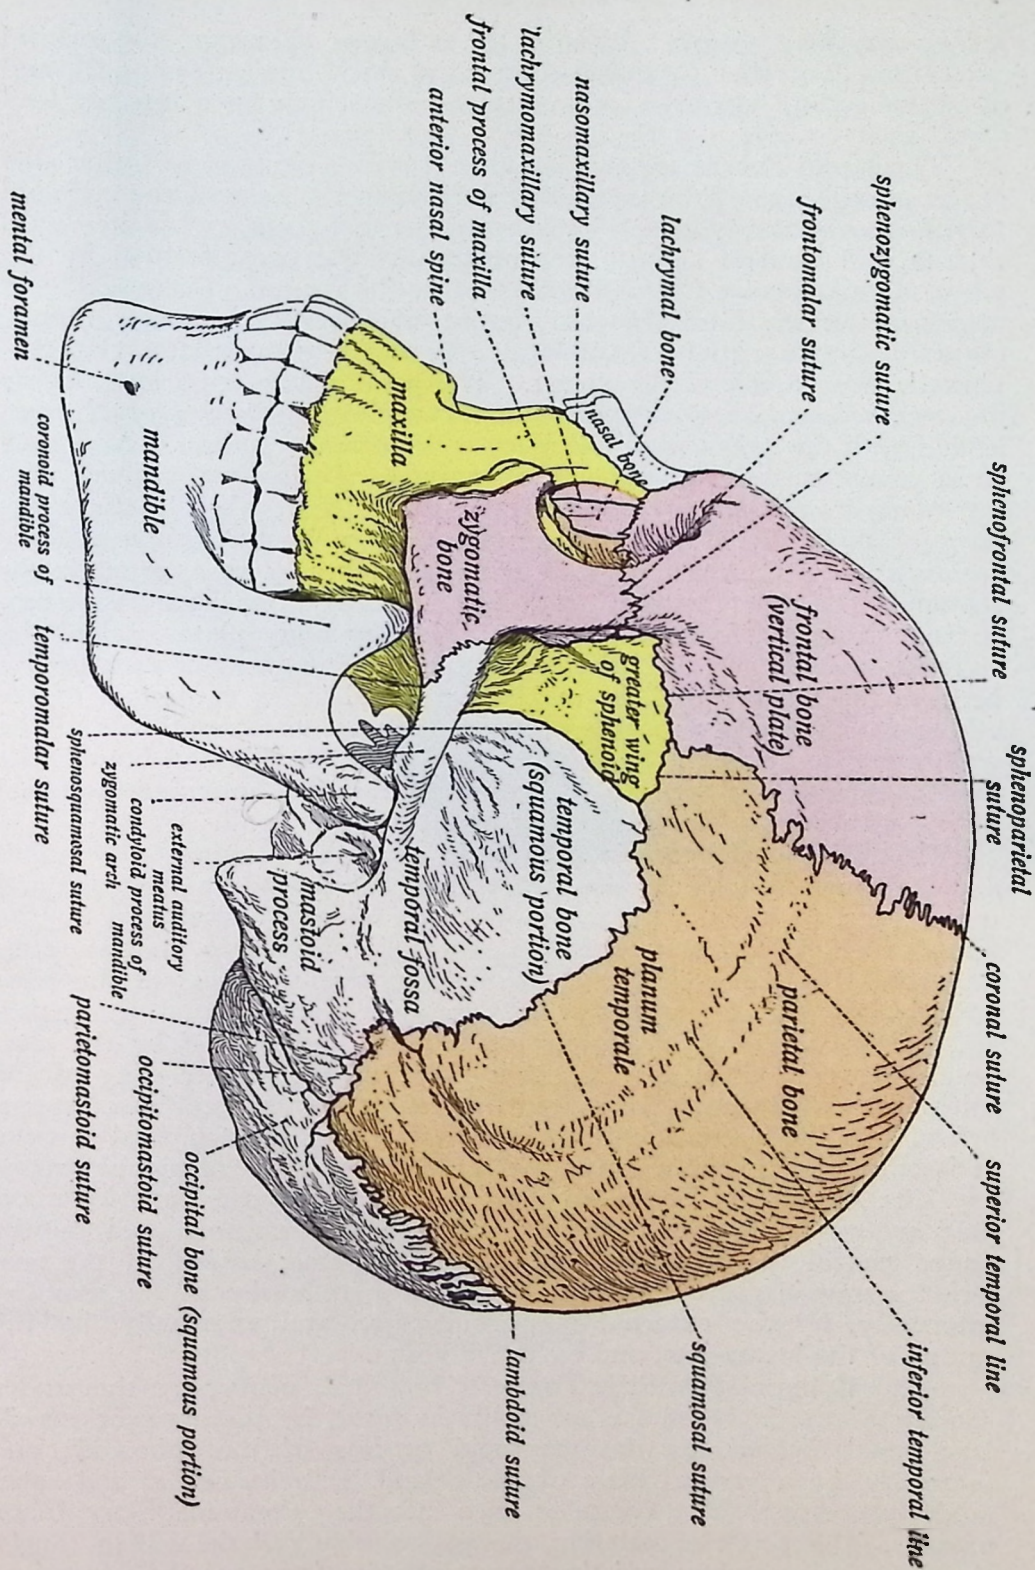 sphenozygomatic suture
frontomalar suture
lachrymal bone
nasomaxillary suture
lachrymomaxillary suture
frontal process of maxilla
anterior nasal spine
mental foramen
sphenofrontal suture
sphenoparietal
suture
coronal suture
superior temporal line
inferior temporal line
squamosal suture
lambdoid suture
frontal bone
(vertical plate)
parietal bone
planum
temporale
greater wing
of sphenoid
nasal bone
temporal bone
(squamous portion)
zygomatic
bone
temporal fossa
maxilla
mastoid
process
mandible
coronoid process of
mandible
temporomalar suture
sphenosquamosal suture
zygomatic arch
condyloid process of
mandible
external auditory
meatus
parietomastoid suture
occipitomastoid suture
occipital bone (squamous portion)